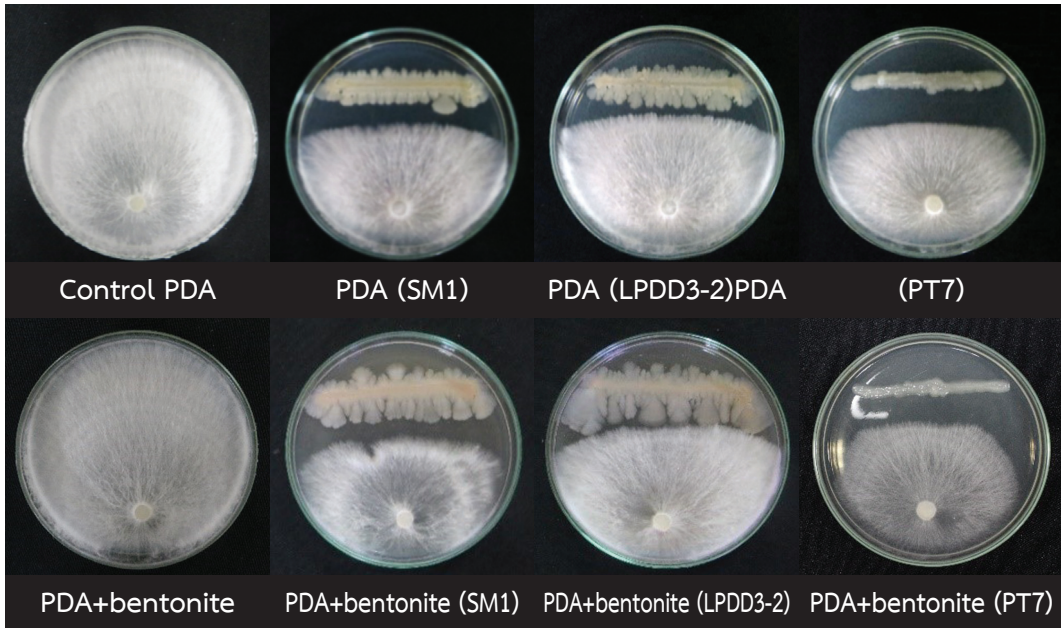 Control PDA
PDA (SM1)
PDA (LPDD3-2)PDA
(PT7)
PDA+bentonite
PDA+bentonite (SM1)
PDA+bentonite (LPDD3-2)
PDA+bentonite (PT7)